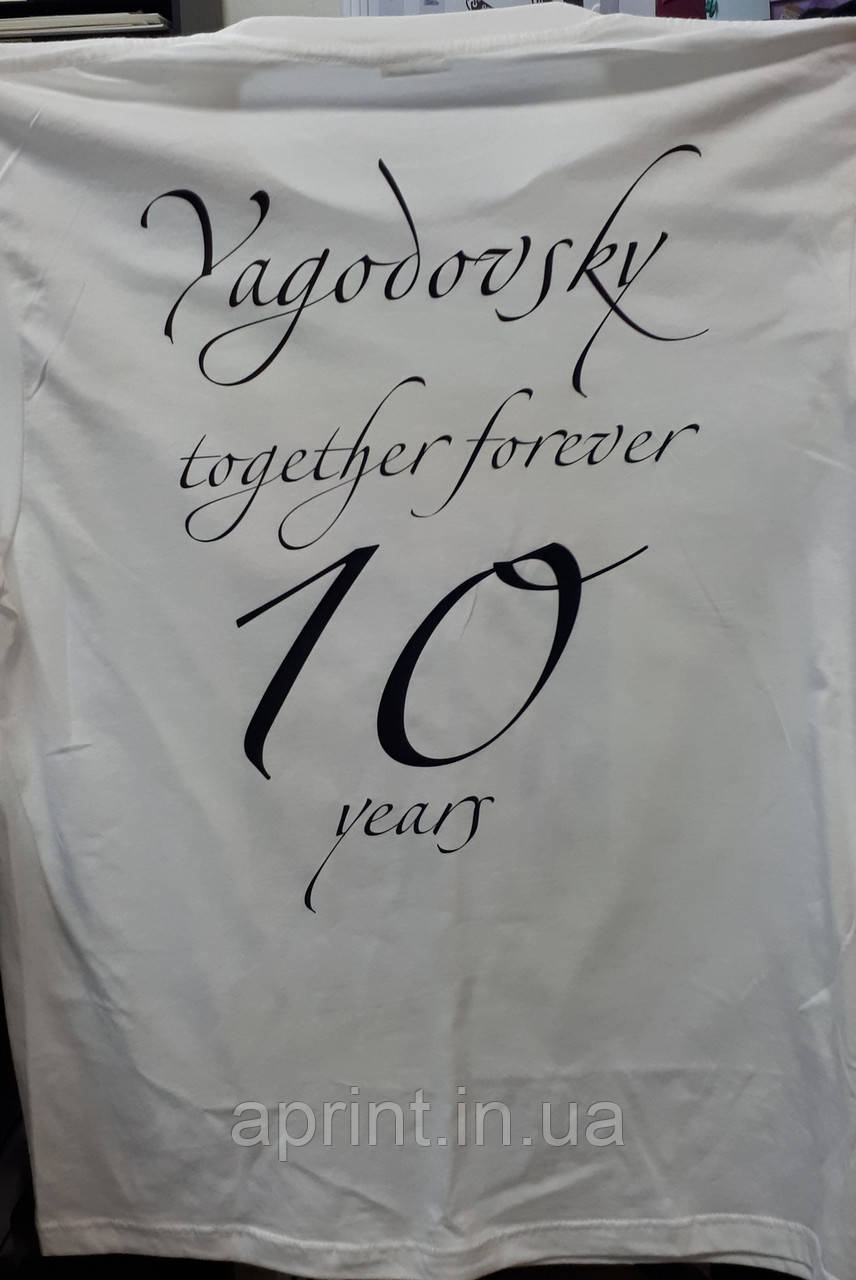 Yagodovsky
together forever
10
years
aprint.in.ua